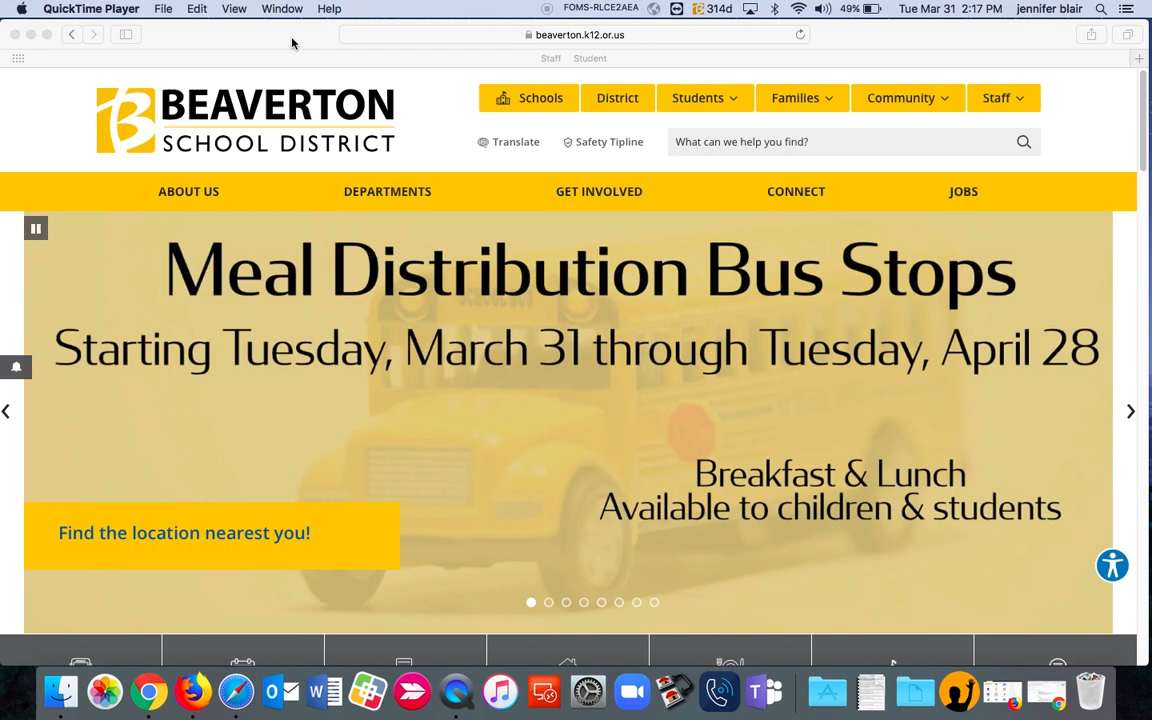 QuickTime Player File Edit View Window Help FOMS-RLCE2AEA 314d 49% Tue Mar 31 2:17 PM jennifer blair
beaverton.k12.or.us
Staff Student
BEAVERTON
SCHOOL DISTRICT
Schools District Students Families Community Staff
Translate Safety Tipline What can we help you find?
ABOUT US DEPARTMENTS GET INVOLVED CONNECT JOBS
Meal Distribution Bus Stops
Starting Tuesday, March 31 through Tuesday, April 28
Breakfast & Lunch
Available to children & students
Find the location nearest you!